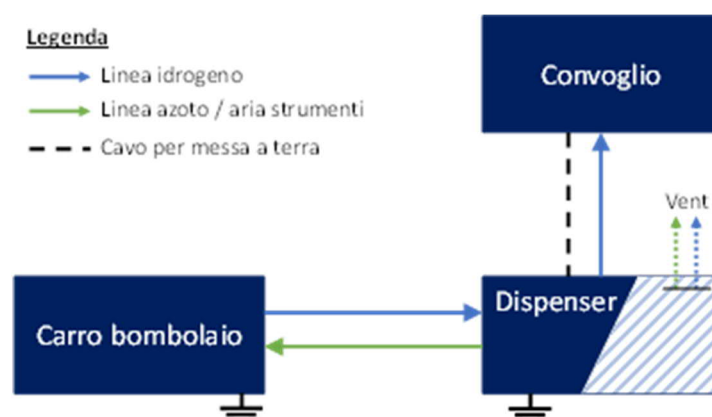 Legenda
Linea idrogeno
Linea azoto / aria strumenti
Cavo per messa a terra
Convoglio
Vent
Dispenser
Carro bombolaio